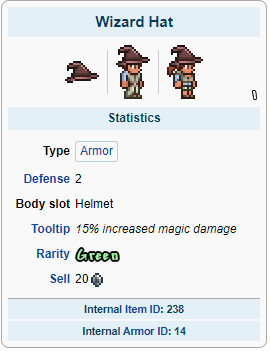 Wizard Hat
Statistics
Type Armor
Defense 2
Body slot Helmet
Tooltip 15% increased magic damage
Rarity Green
Sell 20
Internal Item ID: 238
Internal Armor ID: 14